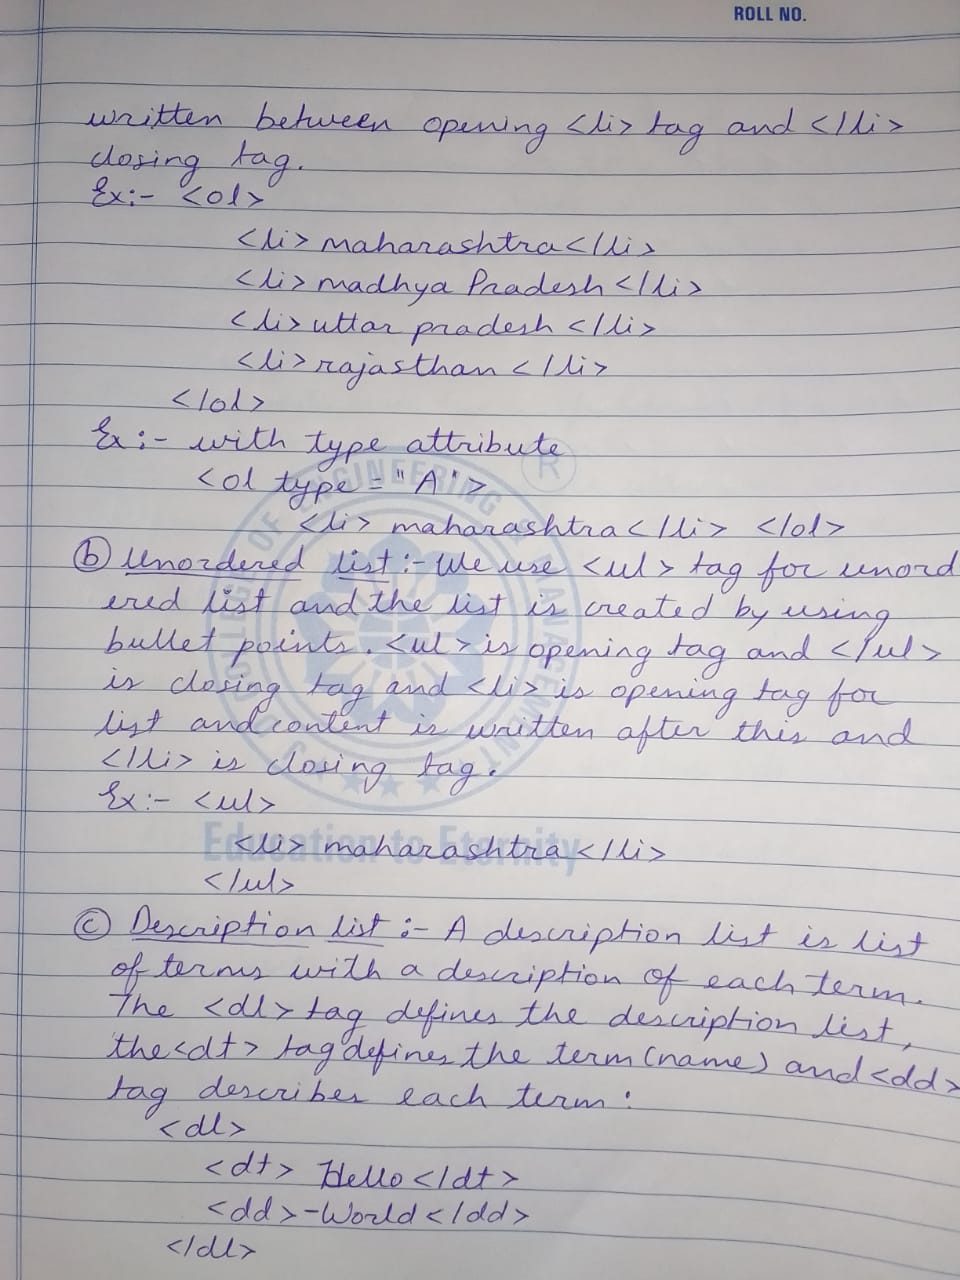 ROLL NO.
written between opening <li> tag and </li>
closing tag.
Ex:- <ol>
<li> maharashtra </li>
<li> madhya Pradesh </li>
<li> uttar pradesh </li>
<li> rajasthan </li>
</ol>
Ex:- with type attribute
<ol type = "A">
<li> maharashtra </li> </ol>
(b) Unordered list :- We use <ul> tag for unord
ered list and the list is created by using
bullet points. <ul> is opening tag and </ul>
is closing tag and <li> is opening tag for
list and content is written after this and
</li> is closing tag.
Ex:- <ul>
<li> maharashtra </li>
</ul>
Education to Eternity
(c) Description list :- A description list is list
of terms with a description of each term.
The <dl> tag defines the description list,
the <dt> tag defines the term (name) and <dd>
tag describes each term:
<dl>
<dt> Hello </dt>
<dd> -World </dd>
</dl>